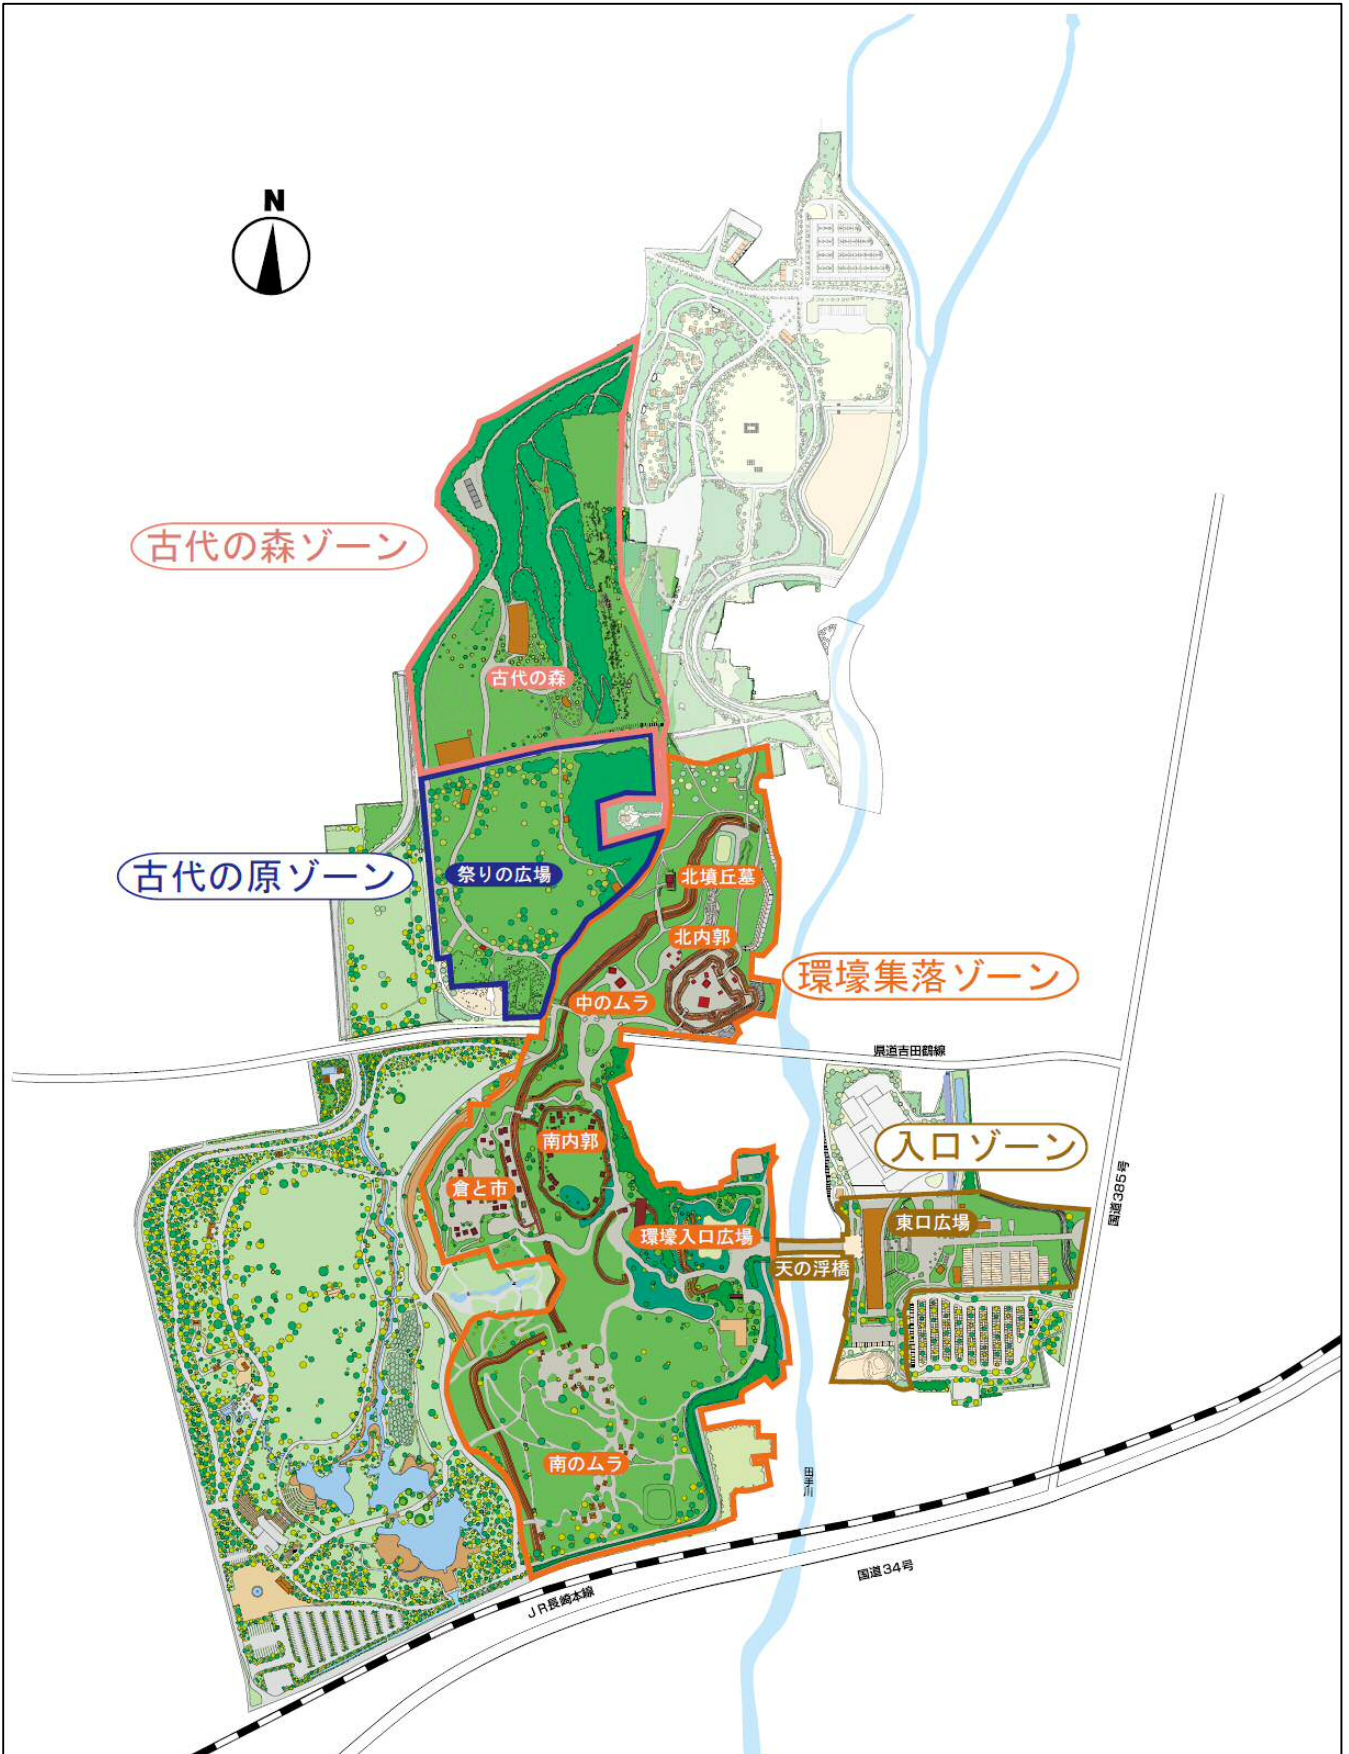 N
古代の森ゾーン
古代の森
古代の原ゾーン
祭りの広場
北墳丘墓
北内郭
環壕集落ゾーン
中のムラ
県道吉田鶴線
南内郭
入口ゾーン
倉と市
国道385号
東口広場
環壕入口広場
天の浮橋
南のムラ
田手川
国道34号
JR長崎本線